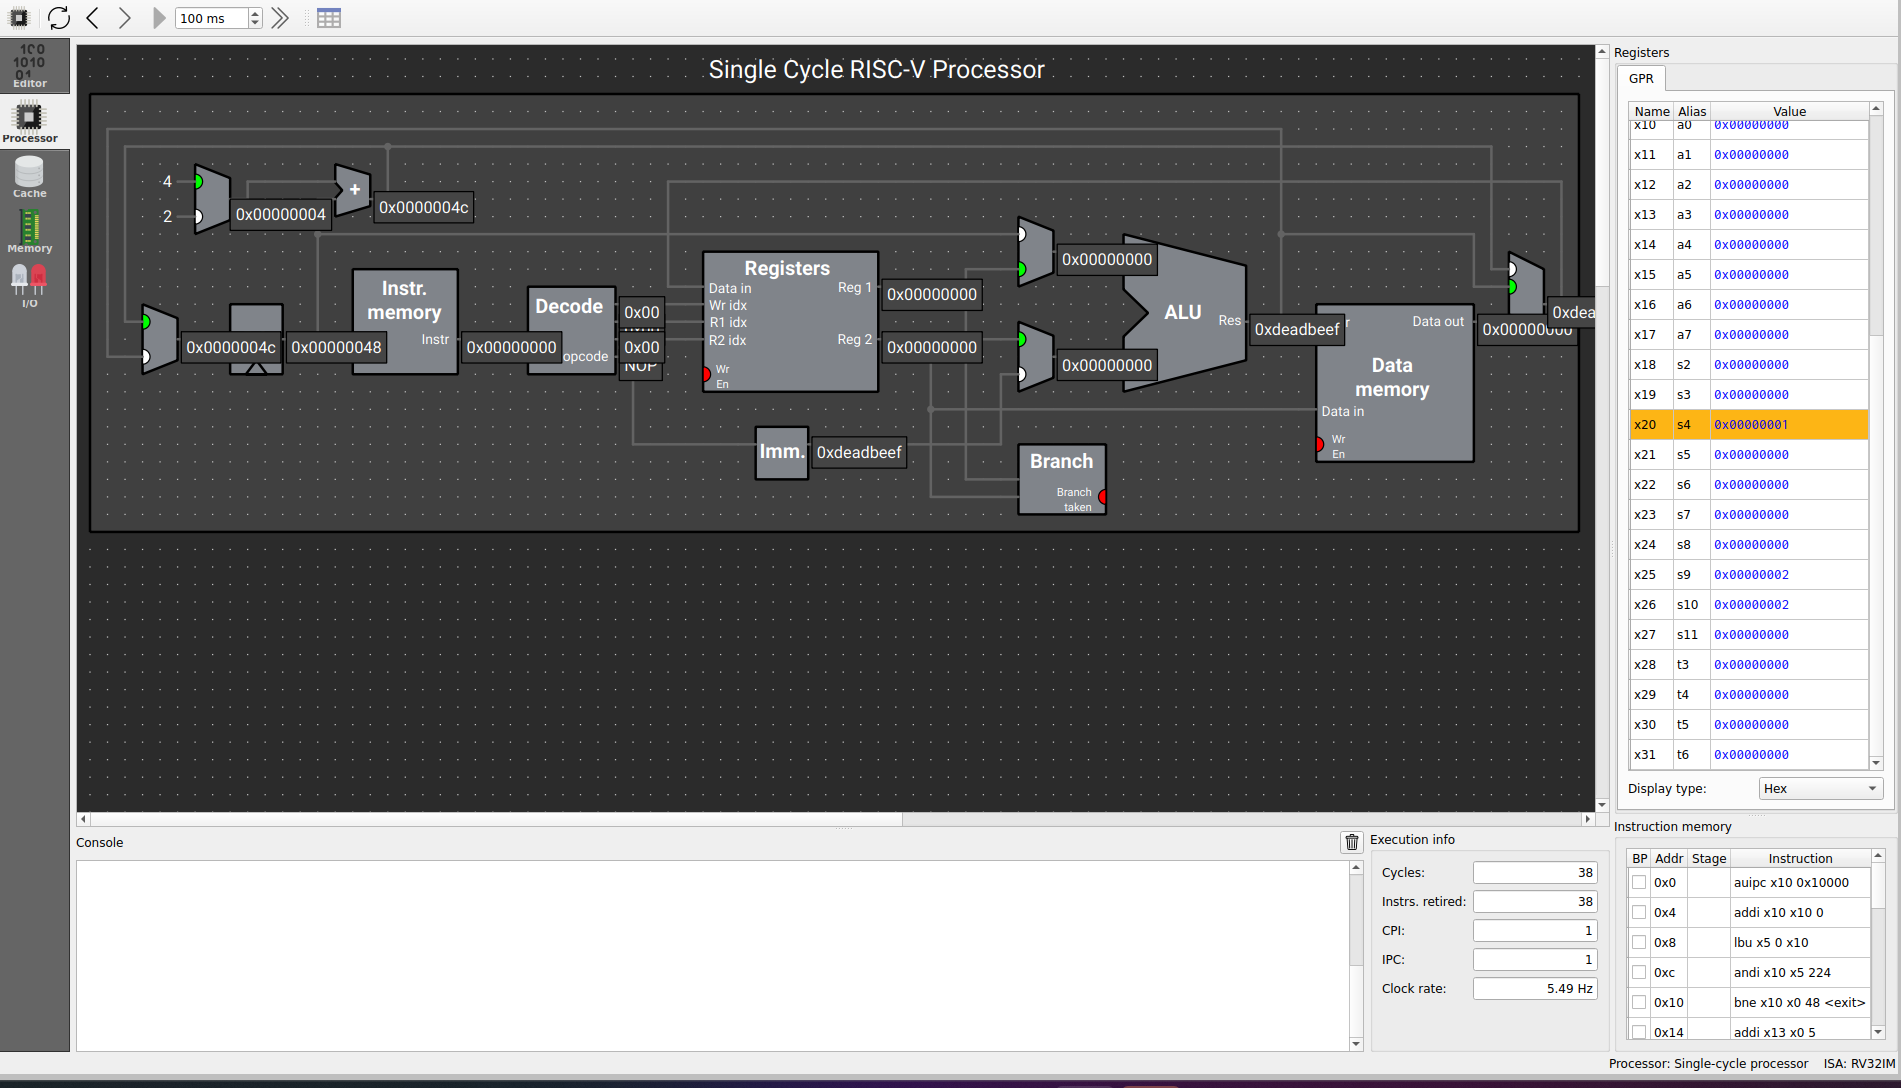 100 ms
100
1010
01
Editor
Processor
Cache
Memory
I/O
Single Cycle RISC-V Processor
4
2
0x00000004
+
0x0000004c
0x0000004c
0x00000048
Instr.
memory
Instr
0x00000000
Decode
opcode
0x00
0x00
NOP
Registers
Data in
Wr idx
R1 idx
R2 idx
Wr
En
Reg 1
Reg 2
0x00000000
0x00000000
Imm.
0xdeadbeef
0x00000000
0x00000000
ALU
Res
0xdeadbeef
Branch
Branch
taken
Data
memory
Data out
Data in
Wr
En
0x00000000
0xdea
Console
Execution info
Cycles: 38
Instrs. retired: 38
CPI: 1
IPC: 1
Clock rate: 5.49 Hz
Registers
GPR
Name Alias Value
x10 a0 0x00000000
x11 a1 0x00000000
x12 a2 0x00000000
x13 a3 0x00000000
x14 a4 0x00000000
x15 a5 0x00000000
x16 a6 0x00000000
x17 a7 0x00000000
x18 s2 0x00000000
x19 s3 0x00000000
x20 s4 0x00000001
x21 s5 0x00000000
x22 s6 0x00000000
x23 s7 0x00000000
x24 s8 0x00000000
x25 s9 0x00000002
x26 s10 0x00000002
x27 s11 0x00000000
x28 t3 0x00000000
x29 t4 0x00000000
x30 t5 0x00000000
x31 t6 0x00000000
Display type: Hex
Instruction memory
BP Addr Stage Instruction
0x0 auipc x10 0x10000
0x4 addi x10 x10 0
0x8 lbu x5 0 x10
0xc andi x10 x5 224
0x10 bne x10 x0 48 <exit>
0x14 addi x13 x0 5
Processor: Single-cycle processor ISA: RV32IM